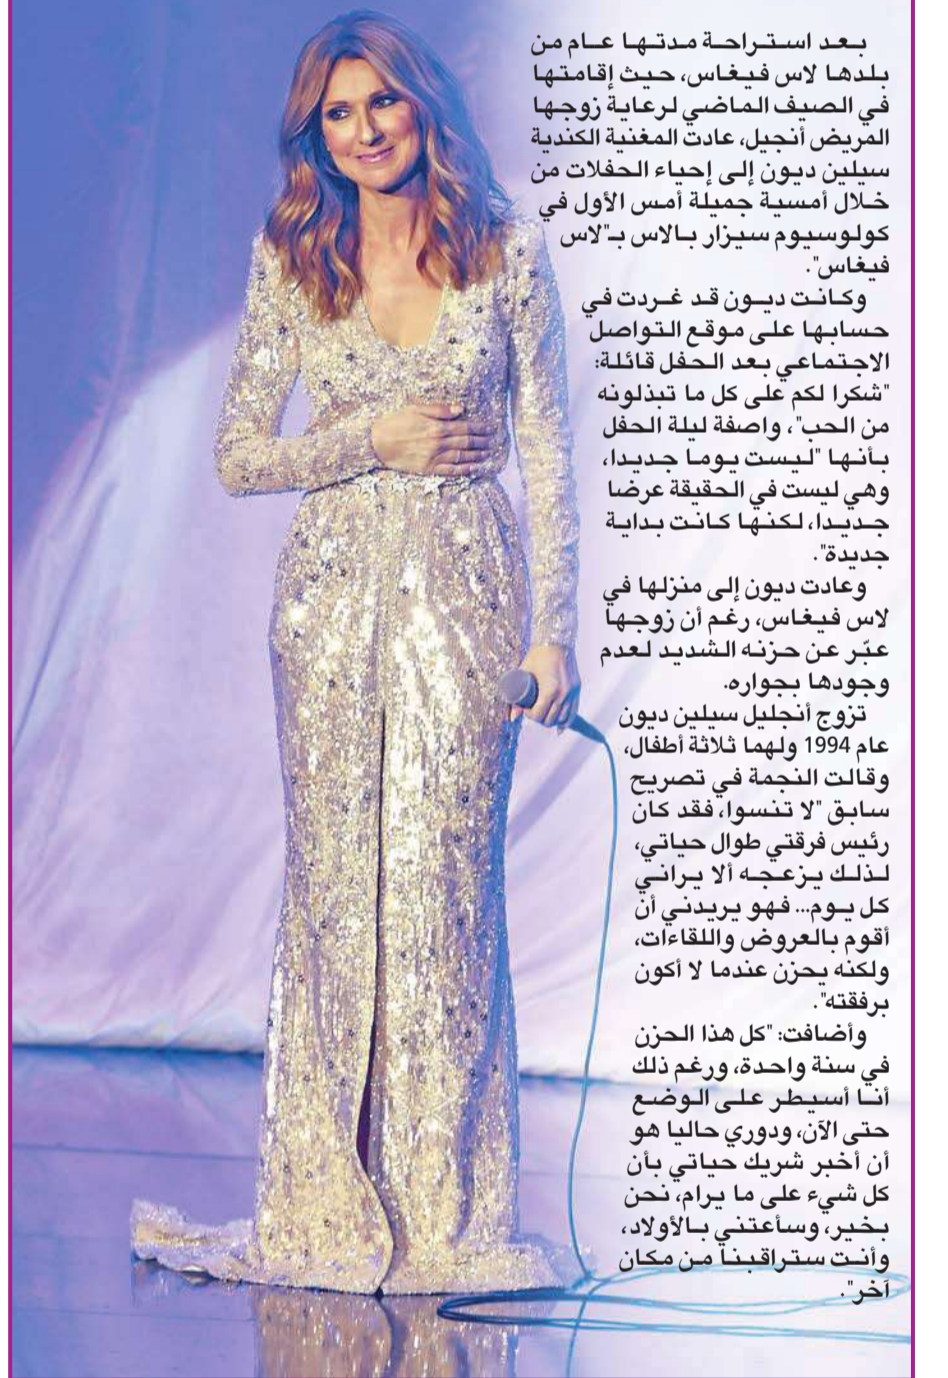 بعد استراحة مدتها عام من
بلدها لاس فيغاس، حيث إقامتها
في الصيف الماضي لرعاية زوجها
المريض أنجيل، عادت المغنية الكندية
سيلين ديون إلى إحياء الحفلات من
خلال أمسية جميلة أمس الأول في
كولوسيوم سيزار بالاس بـ"لاس
فيغاس".
وكانت ديون قد غردت في
حسابها على موقع التواصل
الاجتماعي بعد الحفل قائلة:
"شكرا لكم على كل ما تبذلونه
من الحب"، واصفة ليلة الحفل
بأنها "ليست يوما جديدا،
وهي ليست في الحقيقة عرضا
جديدا، لكنها كانت بداية
جديدة".
وعادت ديون إلى منزلها في
لاس فيغاس، رغم أن زوجها
عبّر عن حزنه الشديد لعدم
وجودها بجواره.
تزوج أنجليل سيلين ديون
عام 1994 ولهما ثلاثة أطفال،
وقالت النجمة في تصريح
سابق "لا تنسوا، فقد كان
رئيس فرقتي طوال حياتي،
لذلك يزعجه ألا يراني
كل يوم... فهو يريدني أن
أقوم بالعروض واللقاءات،
ولكنه يحزن عندما لا أكون
برفقته".
وأضافت: "كل هذا الحزن
في سنة واحدة، ورغم ذلك
أنا أسيطر على الوضع
حتى الآن، ودوري حاليا هو
أن أخبر شريك حياتي بأن
كل شيء على ما يرام، نحن
بخير، وسأعتني بالأولاد،
وأنت ستراقبنا من مكان
آخر".